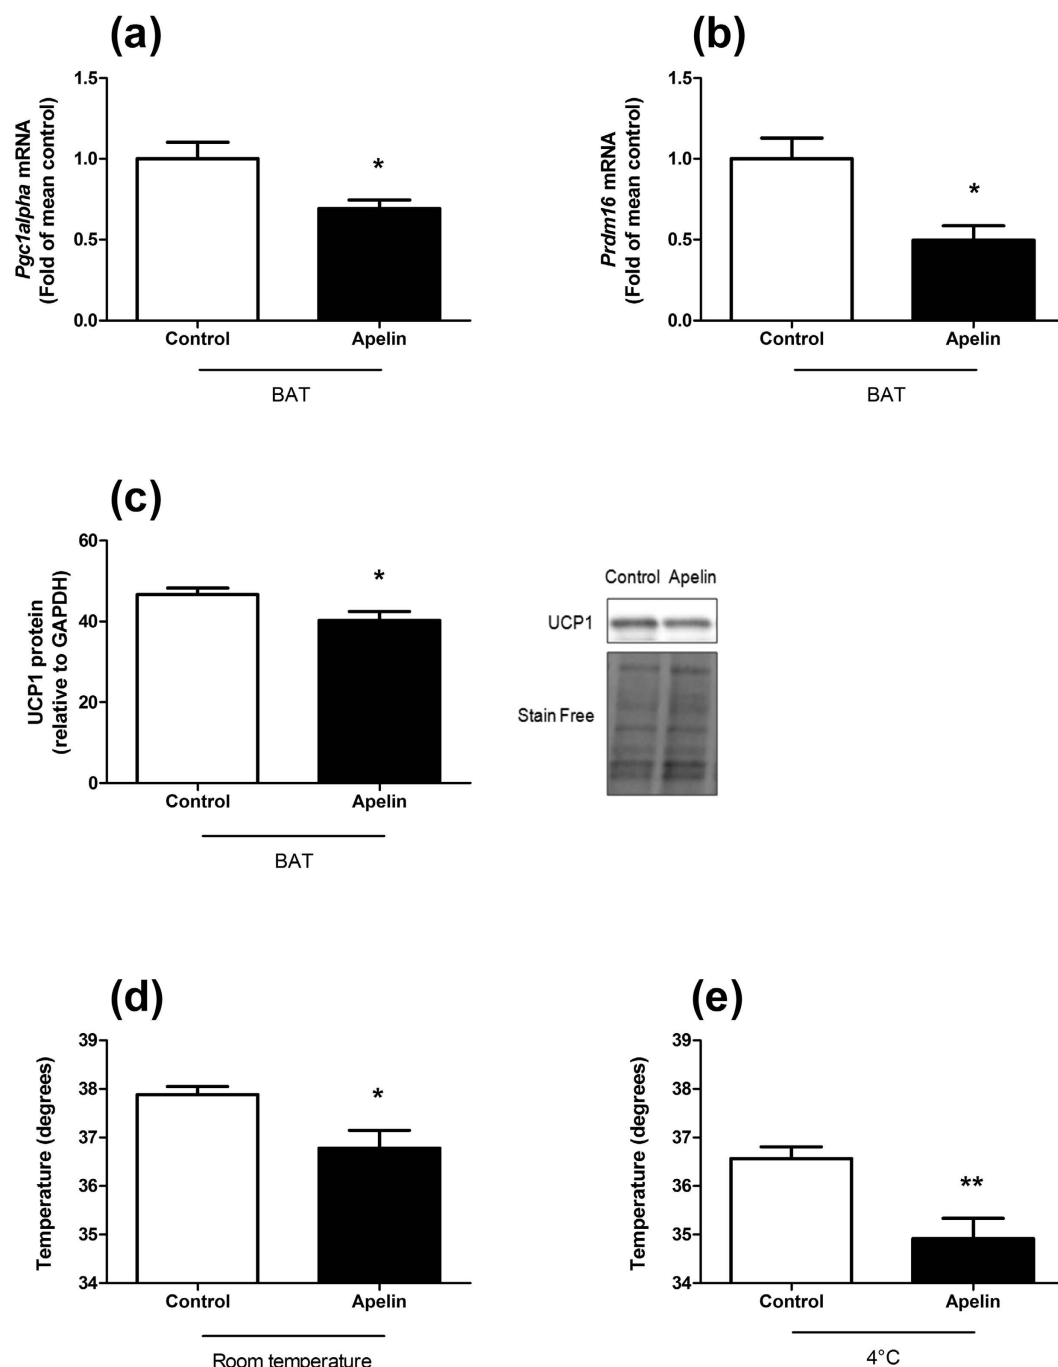 (a)
Pgc1alpha mRNA
(Fold of mean control)
1.5
1.0
0.5
0.0
*
Control
Apelin
BAT
(b)
Prdm16 mRNA
(Fold of mean control)
1.5
1.0
0.5
0.0
*
Control
Apelin
BAT
(c)
UCP1 protein
(relative to GAPDH)
60
40
20
0
*
Control
Apelin
BAT
Control Apelin
UCP1
Stain Free
(d)
Temperature (degrees)
39
38
37
36
35
34
*
Control
Apelin
Room temperature
(e)
Temperature (degrees)
39
38
37
36
35
34
**
Control
Apelin
4°C